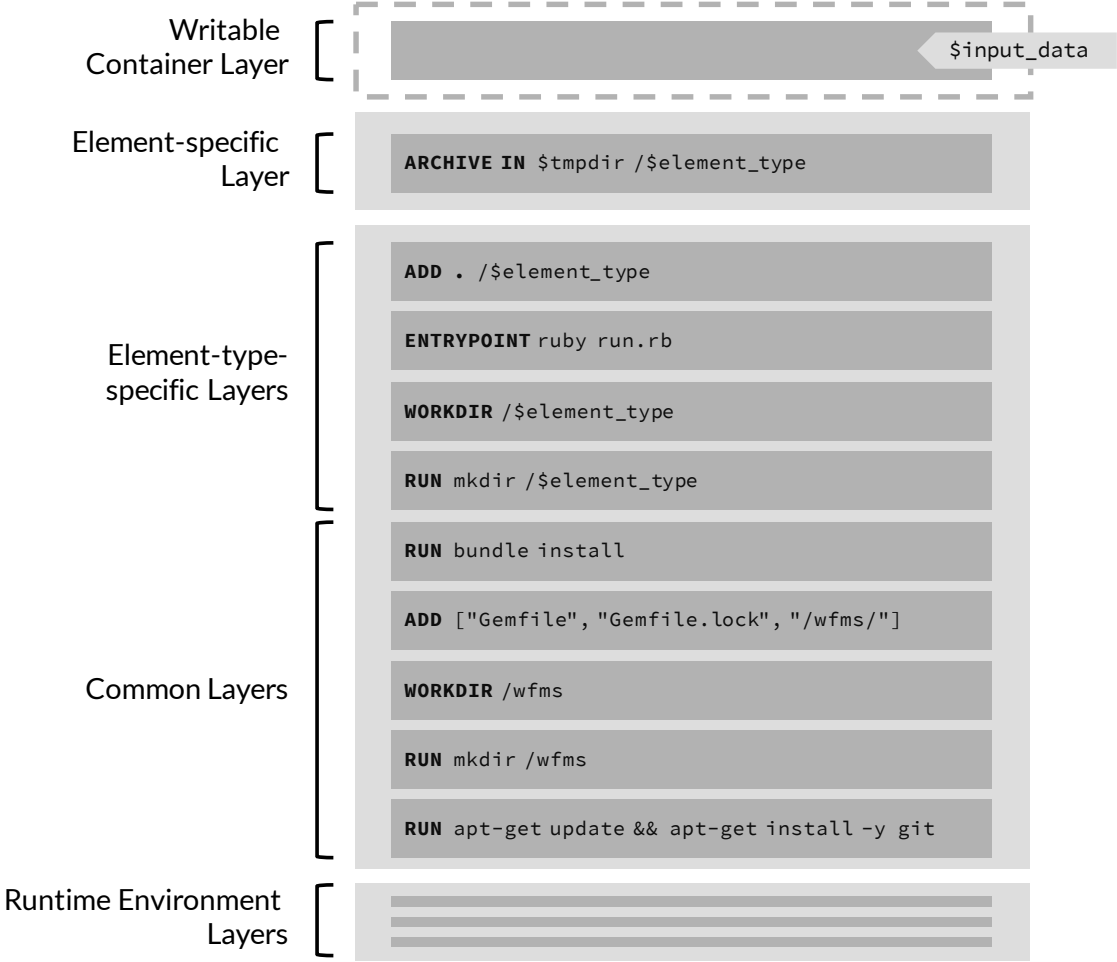 Writable
Container Layer
$input_data
Element-specific
Layer
ARCHIVE IN $tmpdir /$element_type
ADD . /$element_type
ENTRYPOINT ruby run.rb
Element-type-
specific Layers
WORKDIR /$element_type
RUN mkdir /$element_type
RUN bundle install
ADD ["Gemfile", "Gemfile.lock", "/wfms/"]
Common Layers
WORKDIR /wfms
RUN mkdir /wfms
RUN apt-get update && apt-get install -y git
Runtime Environment
Layers